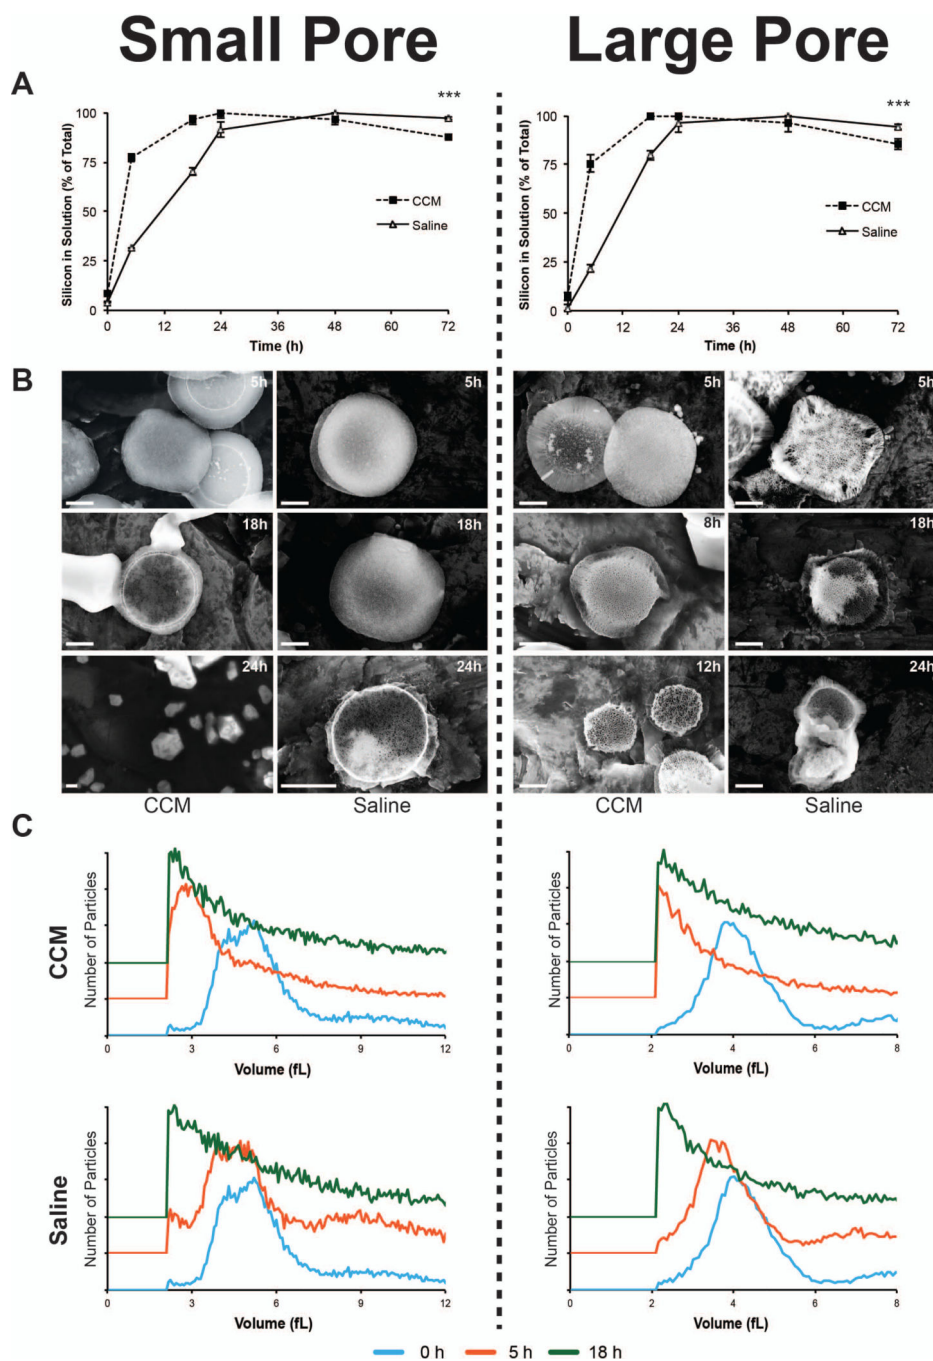 Small Pore
Large Pore
A
***
***
100
75
50
25
0
Silicon in Solution (% of Total)
CCM
Saline
0 12 24 36 48 60 72
Time (h)
100
75
50
25
0
Silicon in Solution (% of Total)
CCM
Saline
0 12 24 36 48 60 72
Time (h)
B
5h
5h
5h
5h
18h
18h
8h
18h
24h
24h
12h
24h
CCM
Saline
CCM
Saline
C
CCM
Number of Particles
0 3 6 9 12
Volume (fL)
Number of Particles
0 2 4 6 8
Volume (fL)
Saline
Number of Particles
0 3 6 9 12
Volume (fL)
Number of Particles
0 2 4 6 8
Volume (fL)
0 h 5 h 18 h